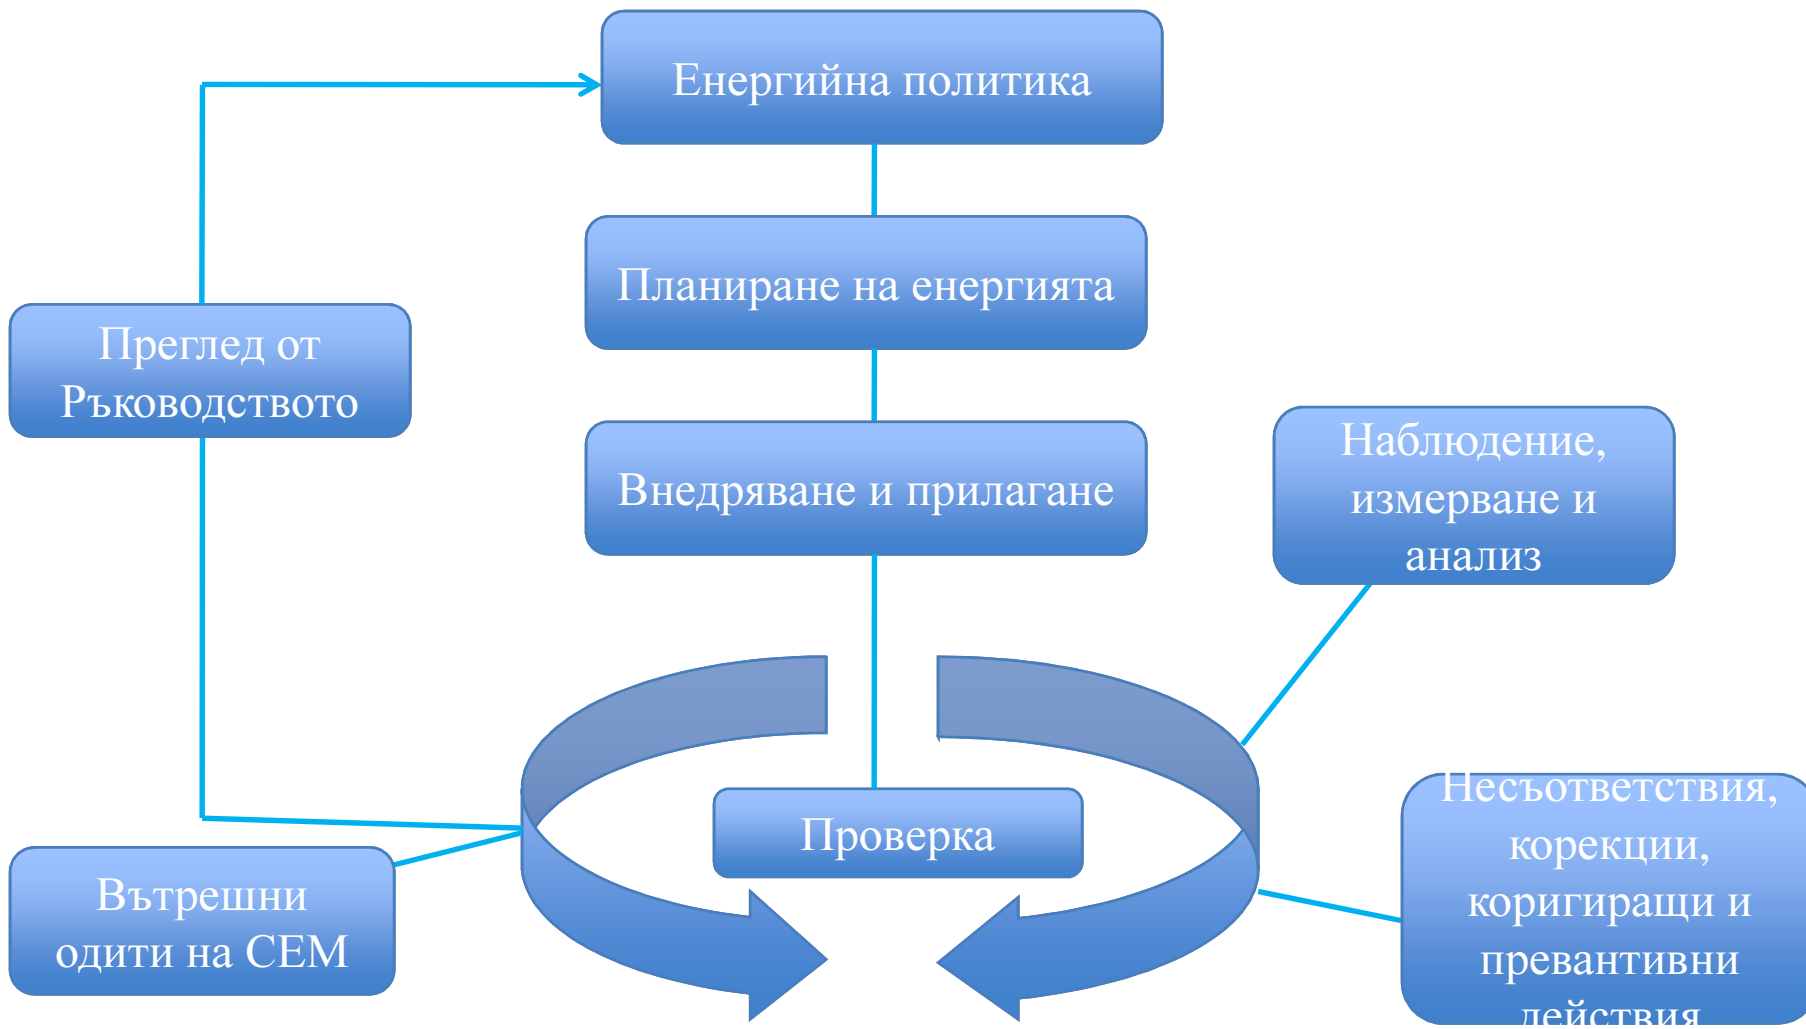 Енергийна политика
Планиране на енергията
Преглед от
Ръководството
Внедряване и прилагане
Наблюдение,
измерване и
анализ
Проверка
Несъответствия,
корекции,
коригиращи и
превантивни
действия
Вътрешни
одити на СЕМ